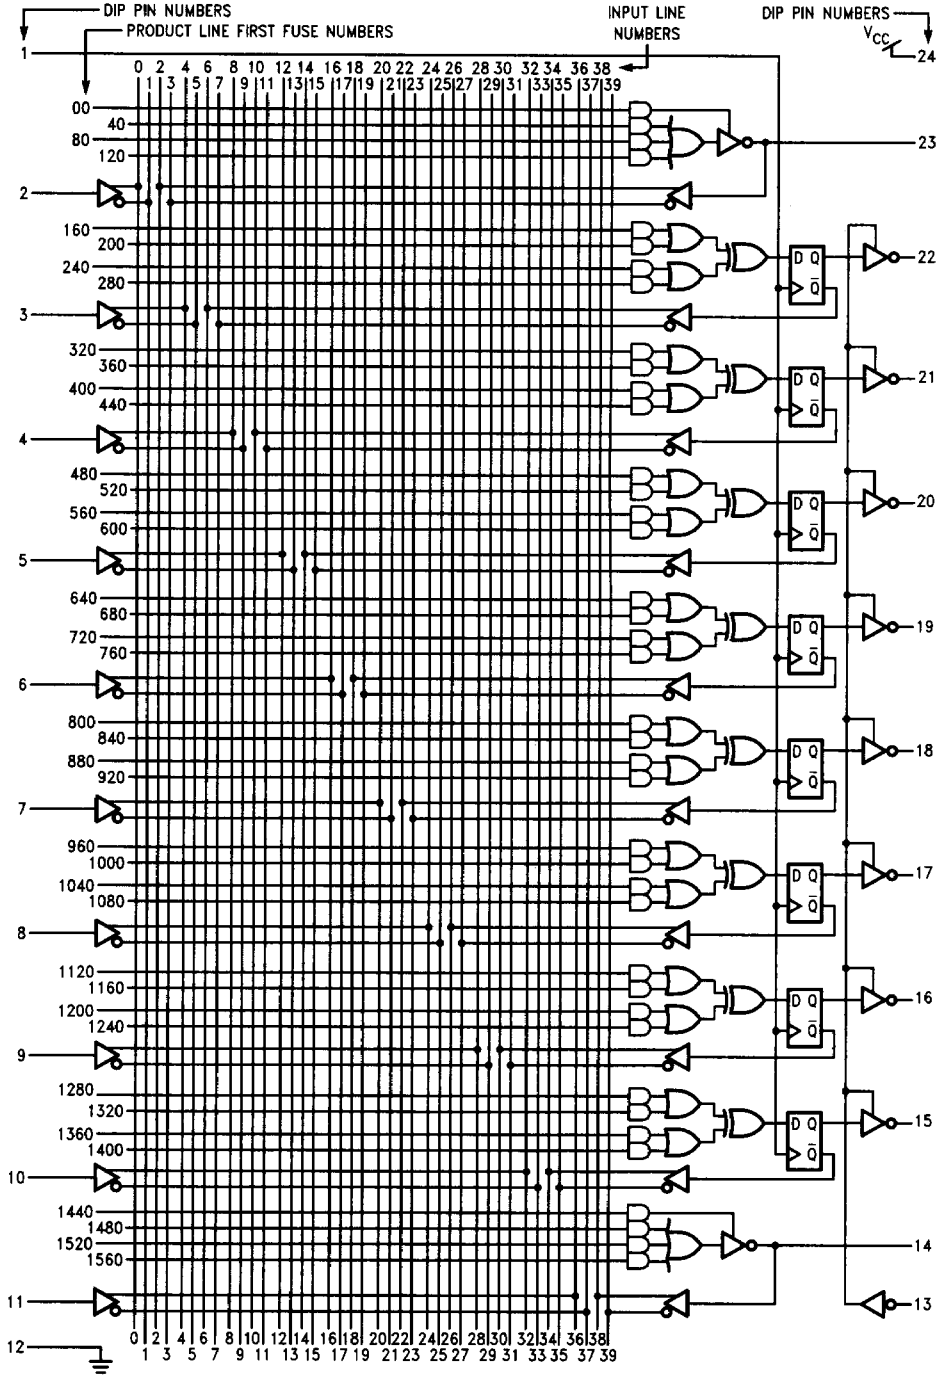 DIP PIN NUMBERS
INPUT LINE NUMBERS
DIP PIN NUMBERS
PRODUCT LINE FIRST FUSE NUMBERS
VCC
1
24
0 2 4 6 8 10 12 14 16 18 20 22 24 26 28 30 32 34 36 38
1 3 5 7 9 11 13 15 17 19 21 23 25 27 29 31 33 35 37 39
00
40
80
120
23
2
160
200
240
280
D Q
Q̅
22
3
320
360
400
440
D Q
Q̅
21
4
480
520
560
600
D Q
Q̅
20
5
640
680
720
760
D Q
Q̅
19
6
800
840
880
920
D Q
Q̅
18
7
960
1000
1040
1080
D Q
Q̅
17
8
1120
1160
1200
1240
D Q
Q̅
16
9
1280
1320
1360
1400
D Q
Q̅
15
10
1440
1480
1520
1560
14
11
13
0 2 4 6 8 10 12 14 16 18 20 22 24 26 28 30 32 34 36 38
1 3 5 7 9 11 13 15 17 19 21 23 25 27 29 31 33 35 37 39
12